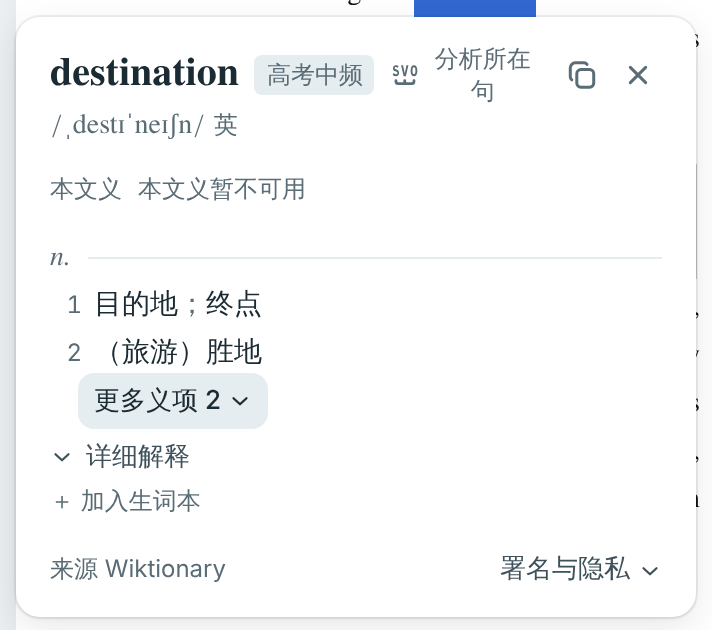 destination 高考中频 SVO 分析所在句
/ˌdestɪˈneɪʃn/ 英
本文义 本文义暂不可用
n.
1 目的地；终点
2 （旅游）胜地
更多义项 2
详细解释
+ 加入生词本
来源 Wiktionary 署名与隐私